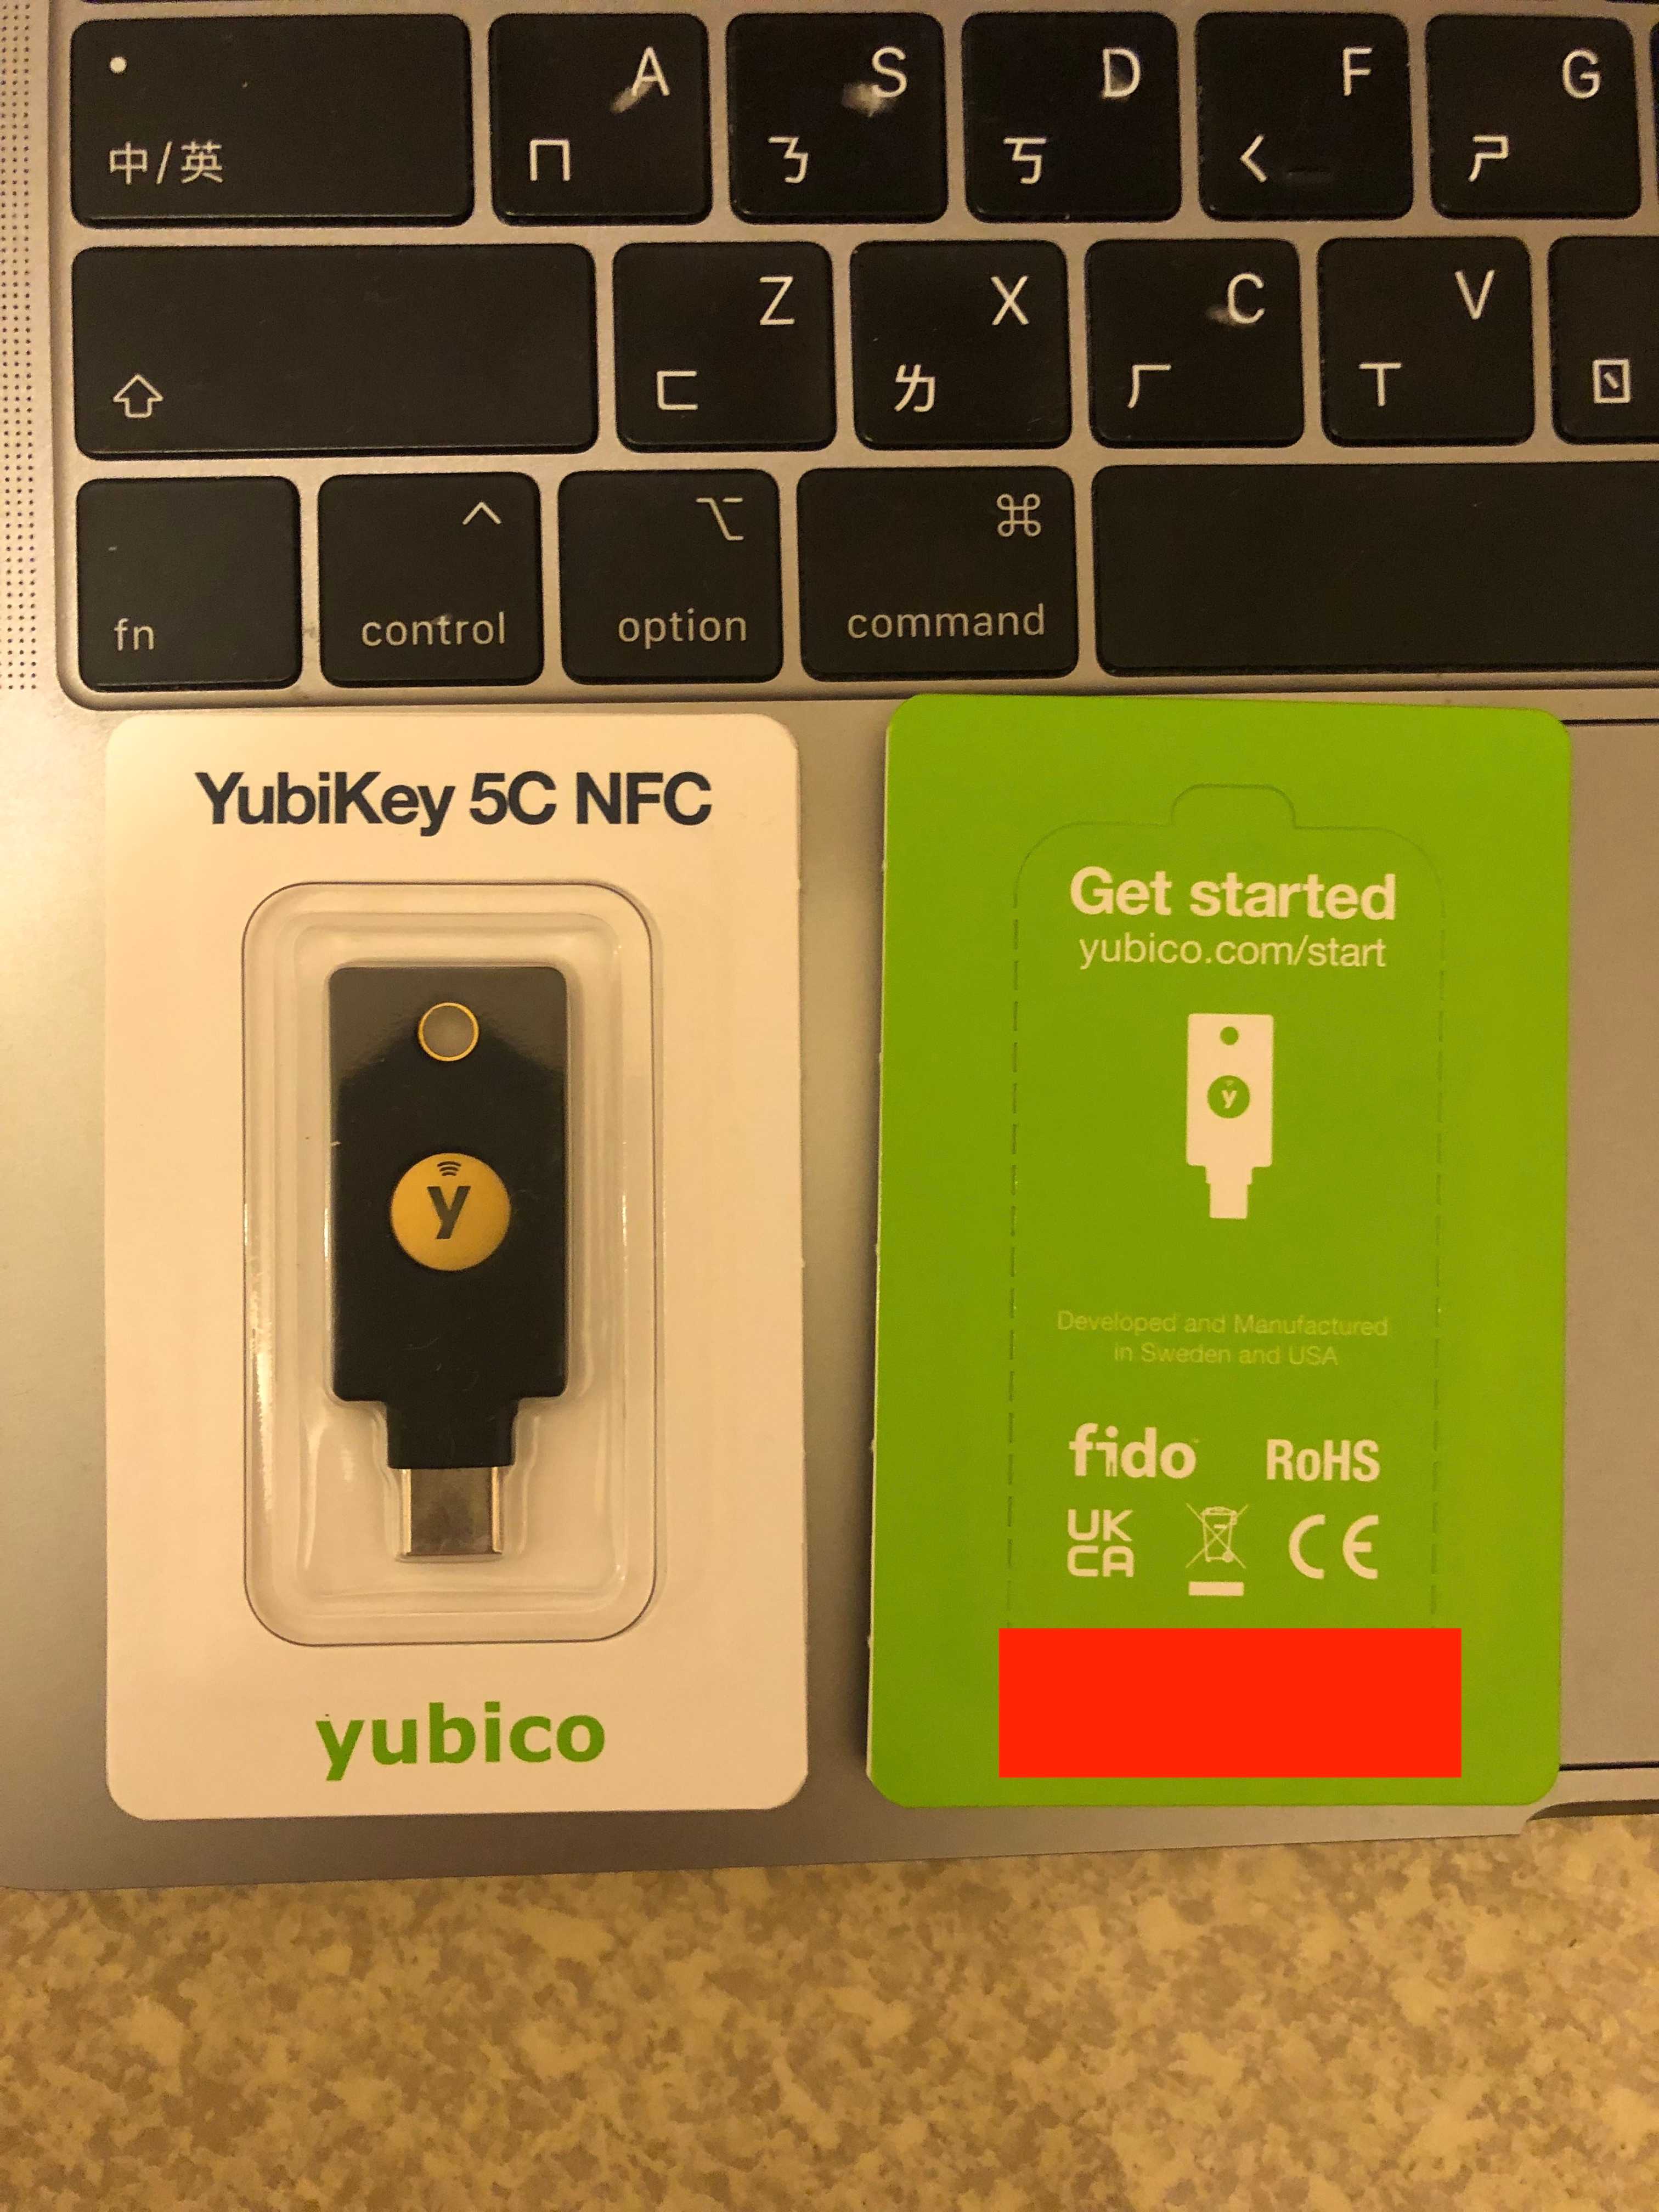 A S D F G
中/英 ㄇ ㄋ ㄎ ㄑ ㄕ
Z X C V
ㄈ ㄌ ㄏ ㄒ
fn control option command
YubiKey 5C NFC
y
yubico
Get started
yubico.com/start
y
Developed and Manufactured
in Sweden and USA
fido RoHS
UK
CA CE